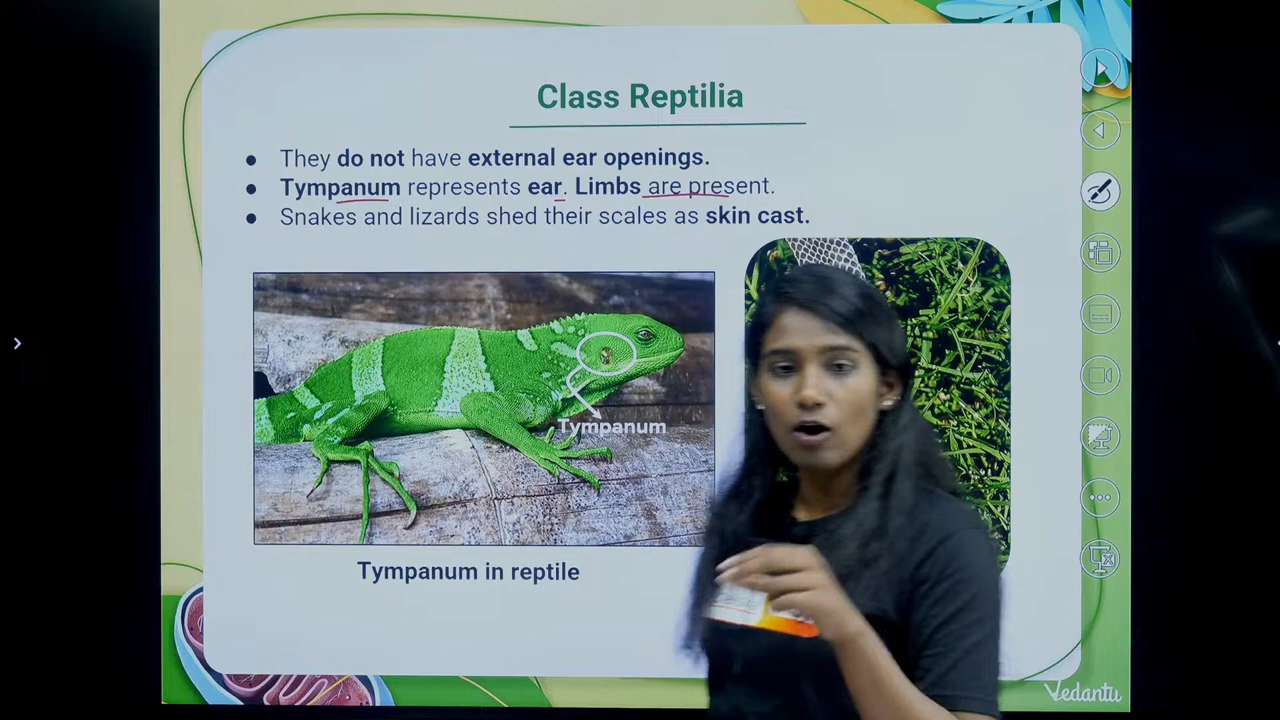 Class Reptilia
● They do not have external ear openings.
● Tympanum represents ear. Limbs are present.
● Snakes and lizards shed their scales as skin cast.
Tympanum
Tympanum in reptile
Vedantu